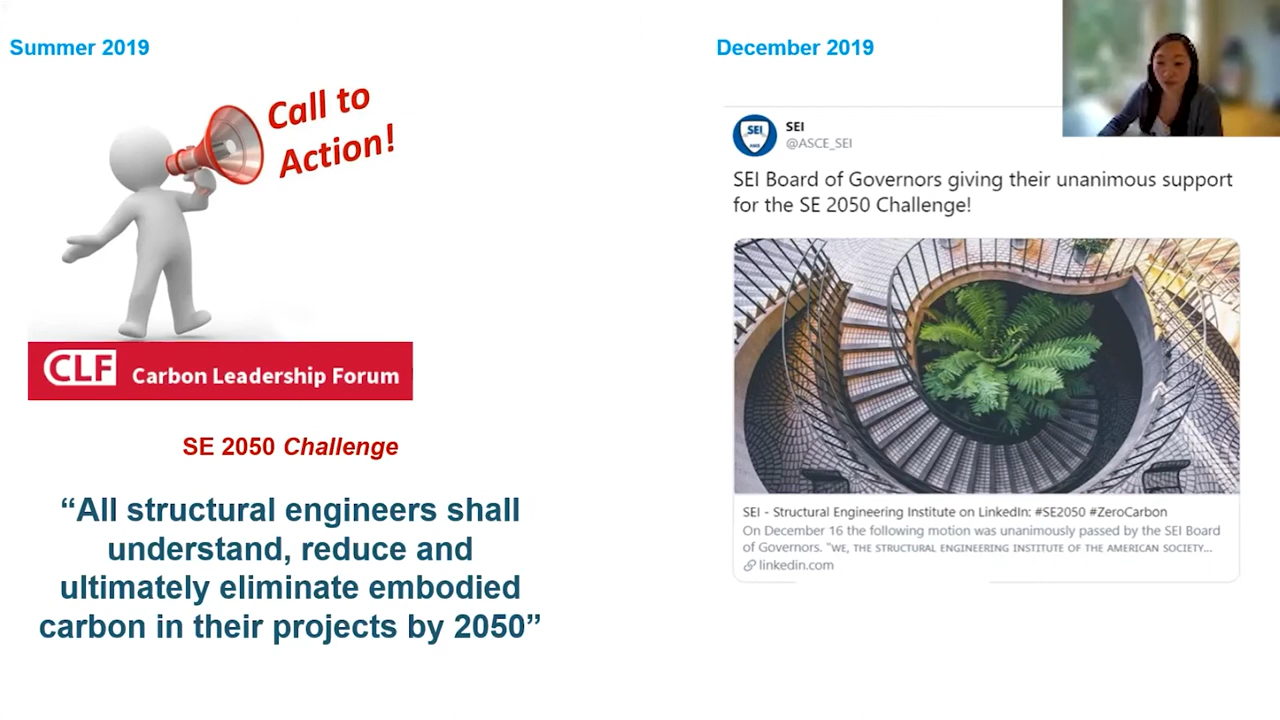 Summer 2019
Call to
Action!
CLF Carbon Leadership Forum
SE 2050 Challenge
“All structural engineers shall
understand, reduce and
ultimately eliminate embodied
carbon in their projects by 2050”
December 2019
SEI
SEI
@ASCE_SEI
SEI Board of Governors giving their unanimous support
for the SE 2050 Challenge!
SEI - Structural Engineering Institute on LinkedIn: #SE2050 #ZeroCarbon
On December 16 the following motion was unanimously passed by the SEI Board
of Governors. "WE, THE STRUCTURAL ENGINEERING INSTITUTE OF THE AMERICAN SOCIETY...
linkedin.com